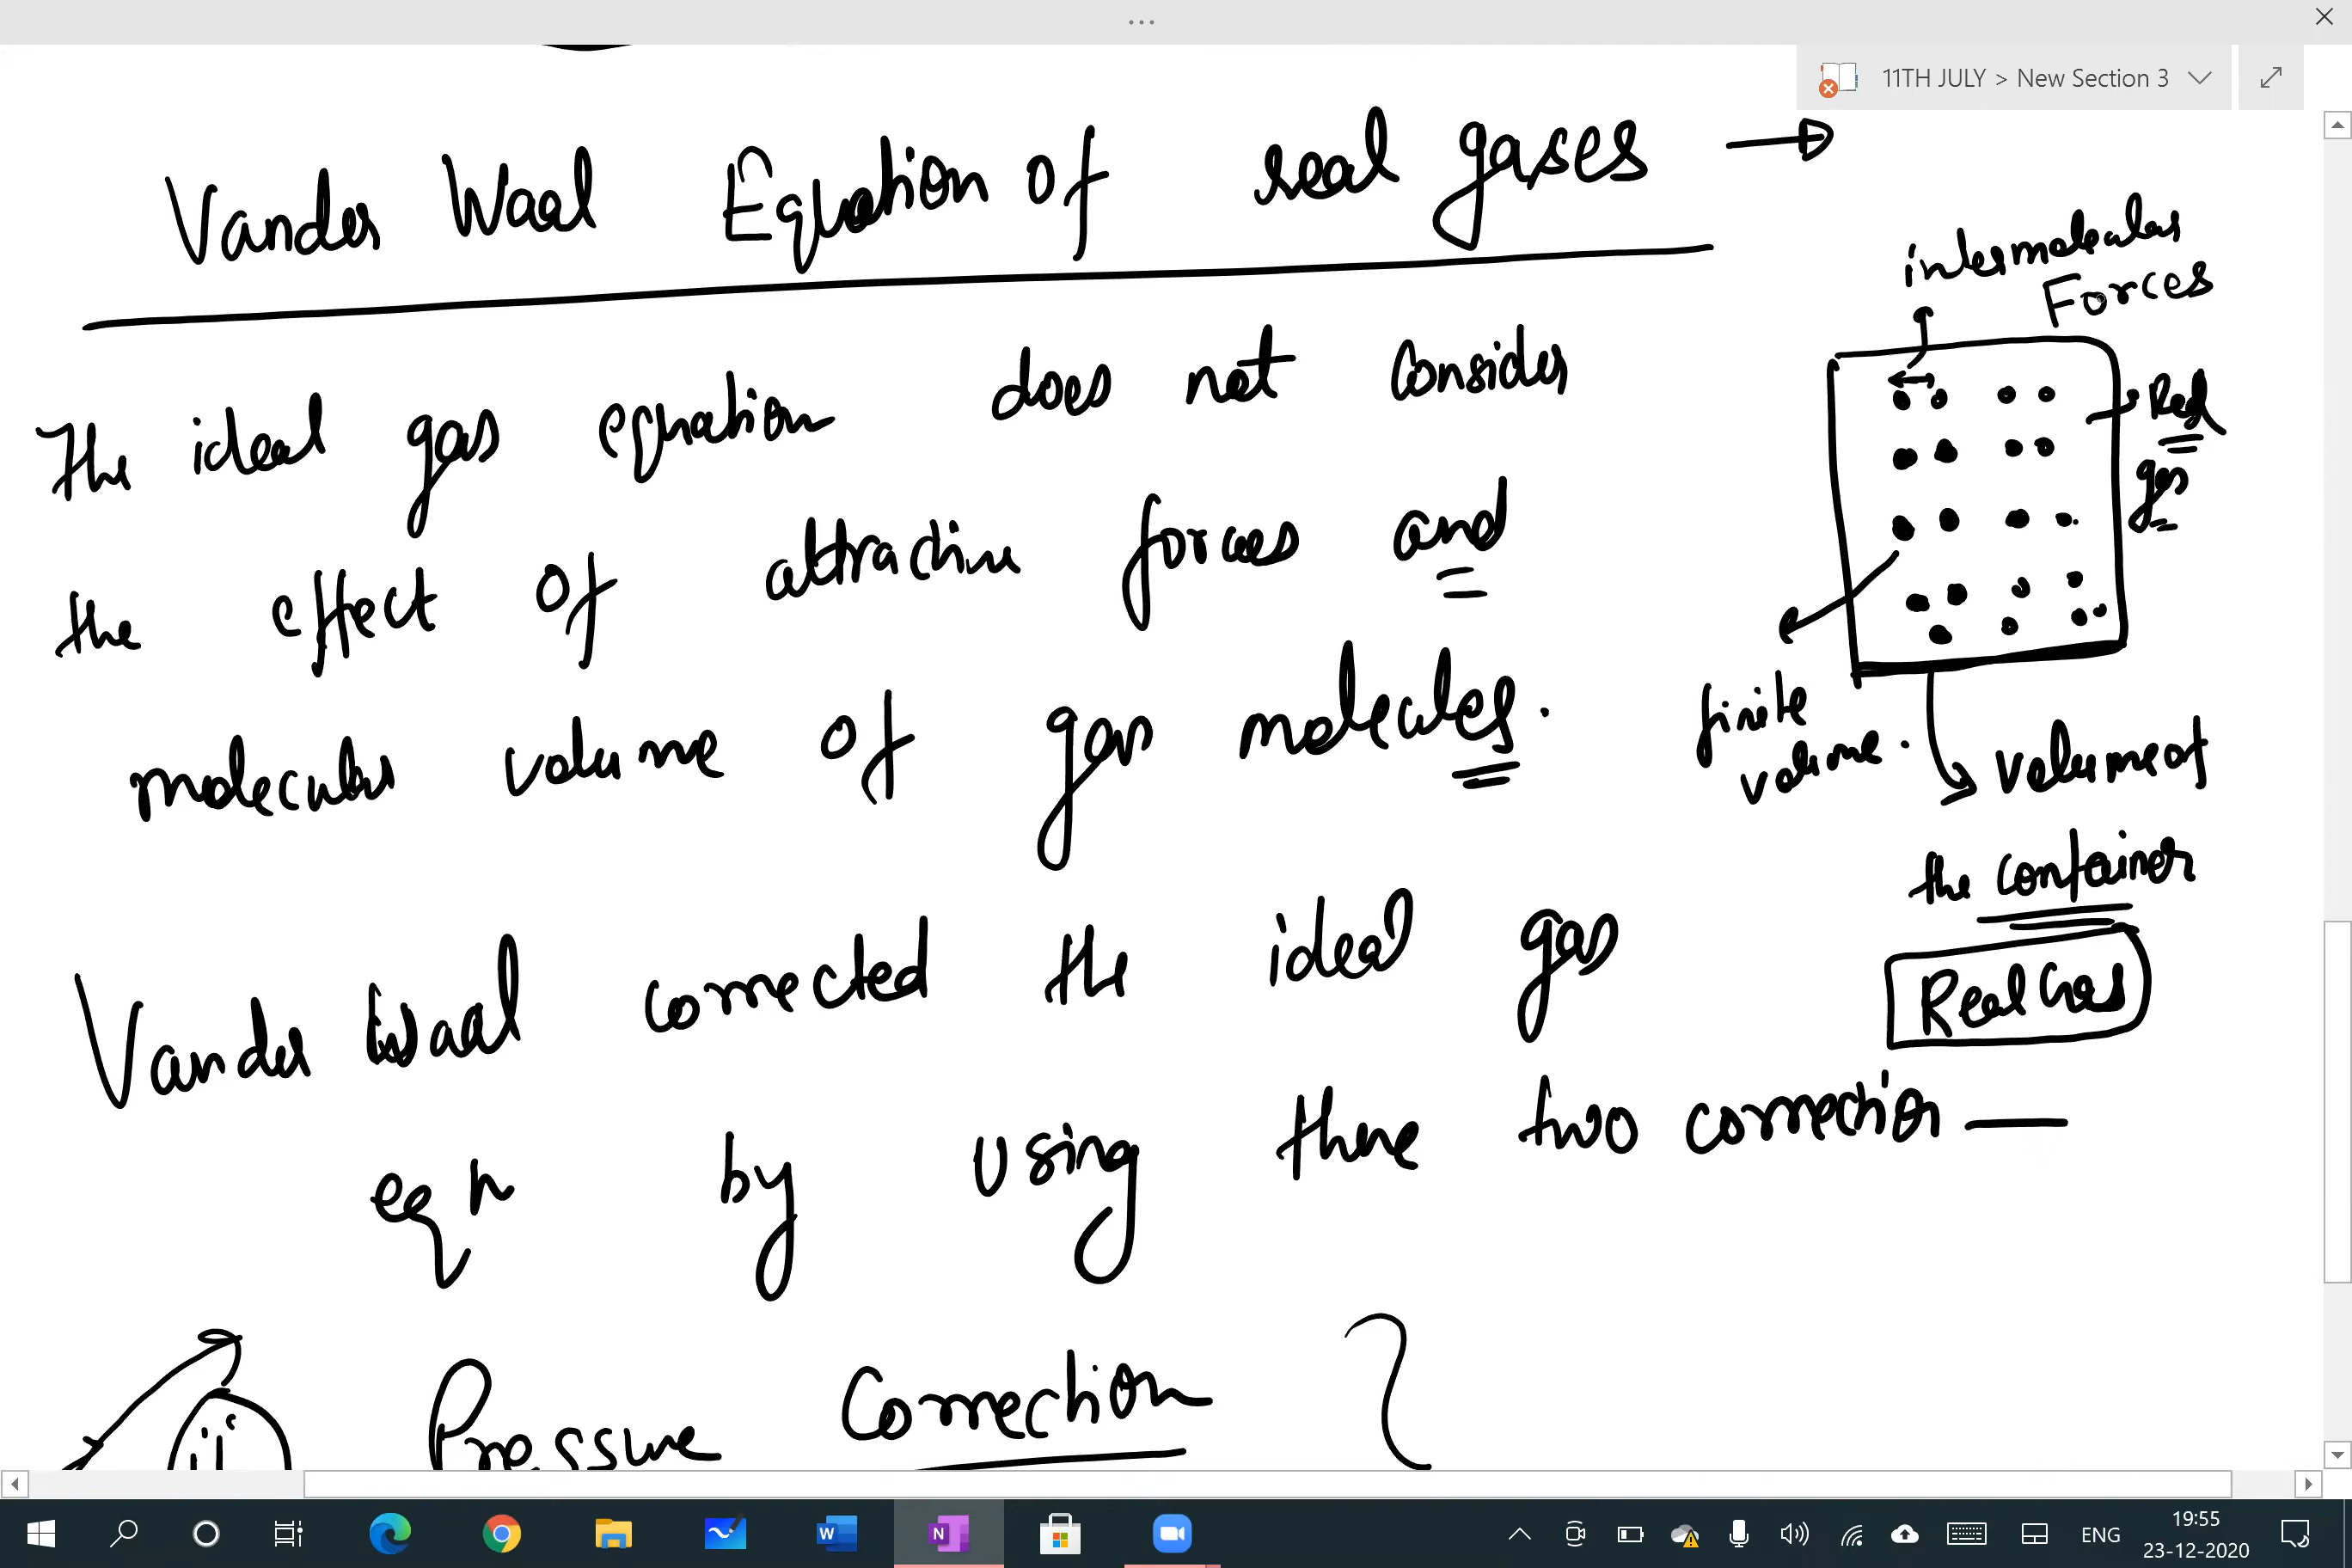 ...
11TH JULY > New Section 3
Vander Waal Equation of real gases →
intermolecular
Forces
The ideal gas equation does not consider
Real
gas
the effect of attractive forces and
molecular volume of gas molecules.
finite
volume.
volume of
the container
Real Gas
Vander Waal corrected the ideal gas
eqn by using these two correction —
Pressure Correction
W
N
ENG
19:55
23-12-2020